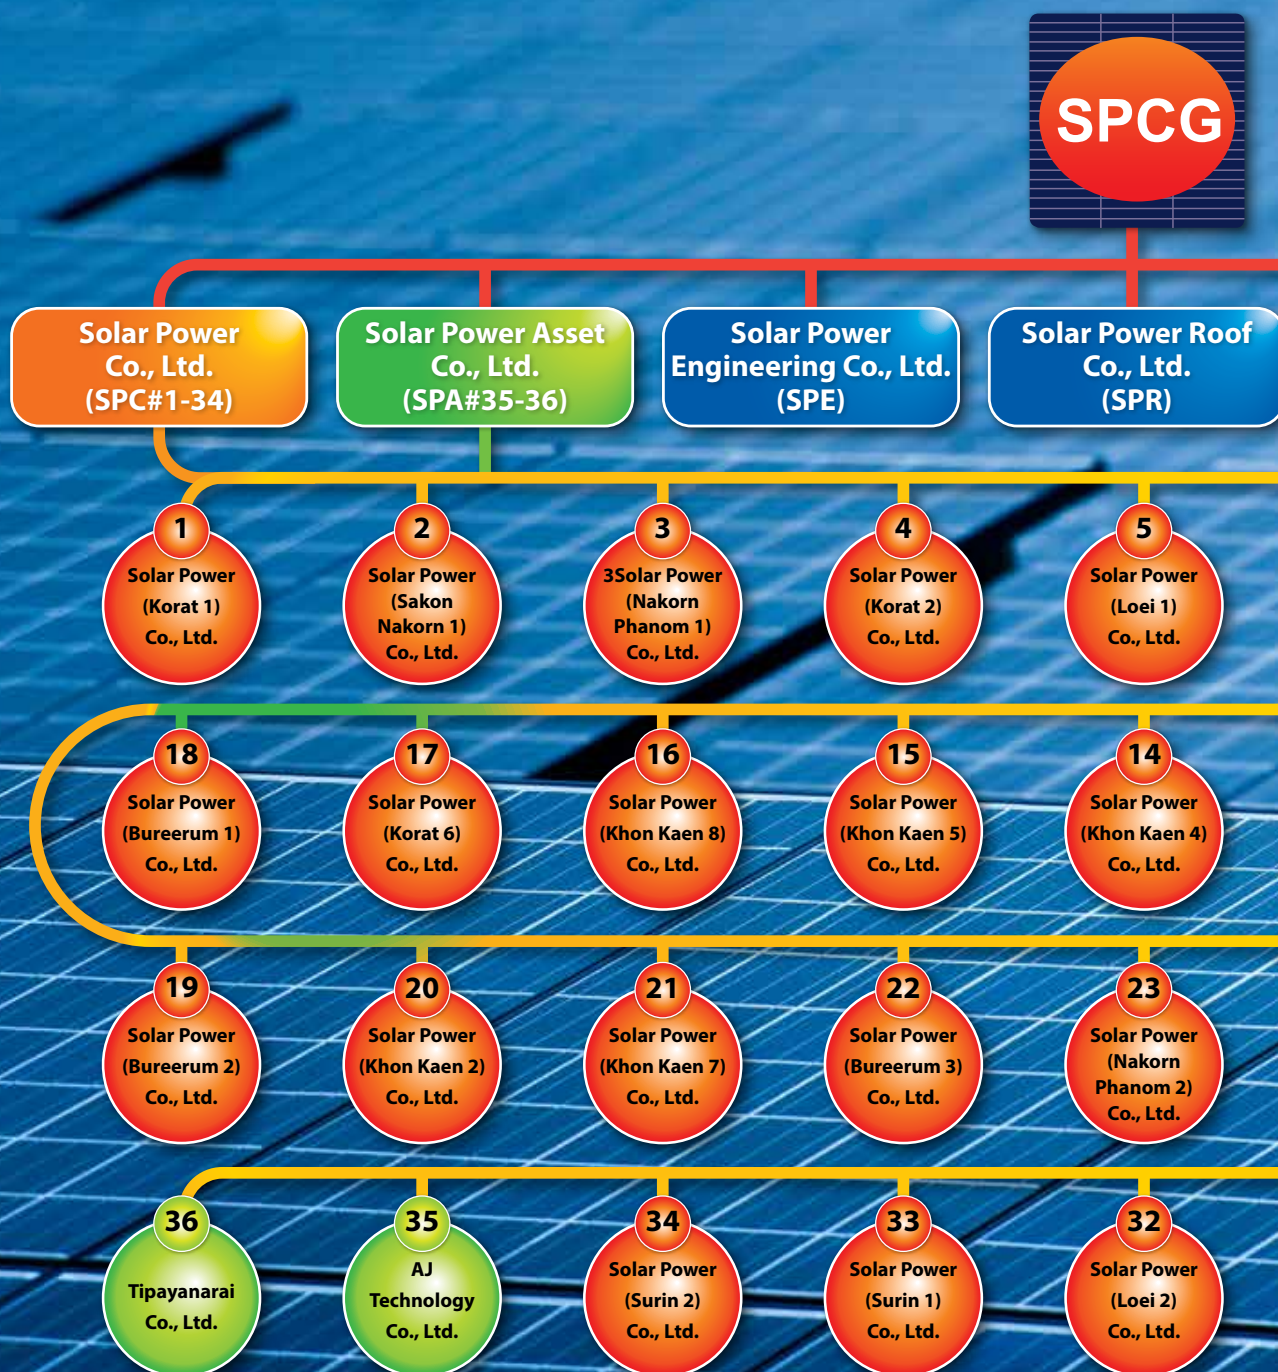 SPCG
Solar Power
Co., Ltd.
(SPC#1-34)
Solar Power Asset
Co., Ltd.
(SPA#35-36)
Solar Power
Engineering Co., Ltd.
(SPE)
Solar Power Roof
Co., Ltd.
(SPR)
1
Solar Power
(Korat 1)
Co., Ltd.
2
Solar Power
(Sakon
Nakorn 1)
Co., Ltd.
3
3Solar Power
(Nakorn
Phanom 1)
Co., Ltd.
4
Solar Power
(Korat 2)
Co., Ltd.
5
Solar Power
(Loei 1)
Co., Ltd.
18
Solar Power
(Bureerum 1)
Co., Ltd.
17
Solar Power
(Korat 6)
Co., Ltd.
16
Solar Power
(Khon Kaen 8)
Co., Ltd.
15
Solar Power
(Khon Kaen 5)
Co., Ltd.
14
Solar Power
(Khon Kaen 4)
Co., Ltd.
19
Solar Power
(Bureerum 2)
Co., Ltd.
20
Solar Power
(Khon Kaen 2)
Co., Ltd.
21
Solar Power
(Khon Kaen 7)
Co., Ltd.
22
Solar Power
(Bureerum 3)
Co., Ltd.
23
Solar Power
(Nakorn
Phanom 2)
Co., Ltd.
36
Tipayanarai
Co., Ltd.
35
AJ
Technology
Co., Ltd.
34
Solar Power
(Surin 2)
Co., Ltd.
33
Solar Power
(Surin 1)
Co., Ltd.
32
Solar Power
(Loei 2)
Co., Ltd.